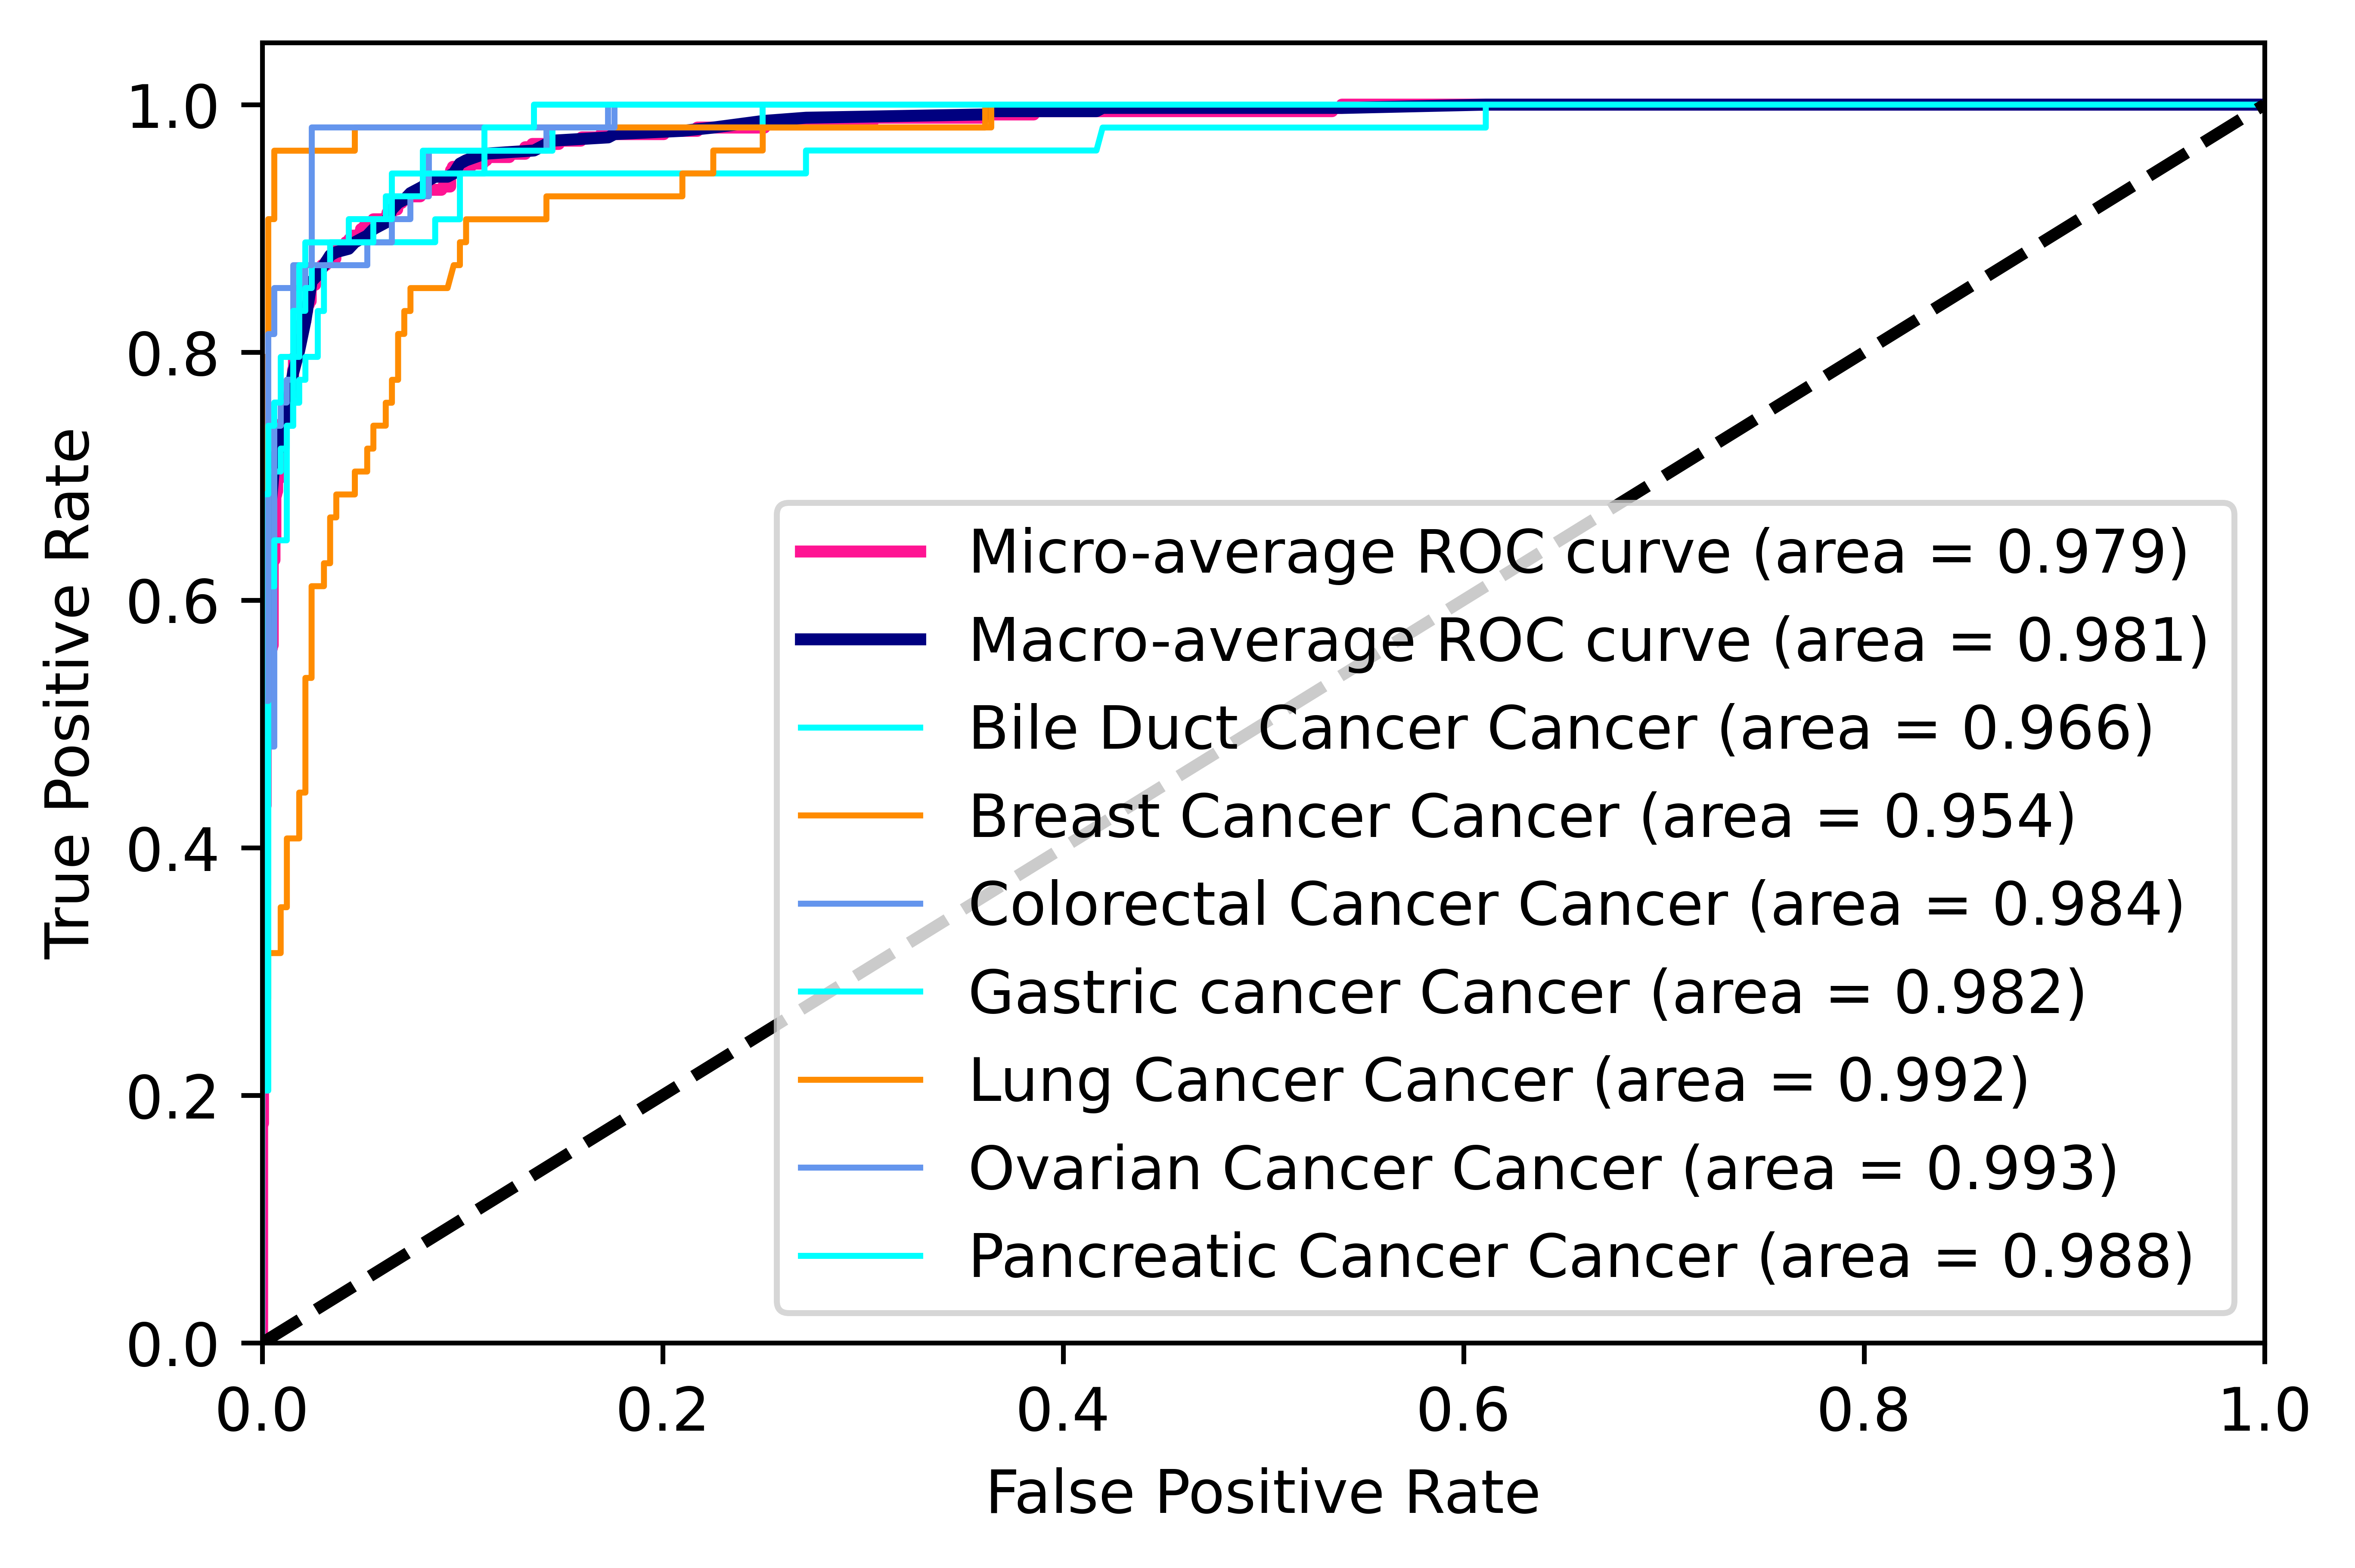 1.0
0.8
0.6
0.4
0.2
0.0
True Positive Rate
Micro-average ROC curve (area = 0.979)
Macro-average ROC curve (area = 0.981)
Bile Duct Cancer Cancer (area = 0.966)
Breast Cancer Cancer (area = 0.954)
Colorectal Cancer Cancer (area = 0.984)
Gastric cancer Cancer (area = 0.982)
Lung Cancer Cancer (area = 0.992)
Ovarian Cancer Cancer (area = 0.993)
Pancreatic Cancer Cancer (area = 0.988)
0.0 0.2 0.4 0.6 0.8 1.0
False Positive Rate